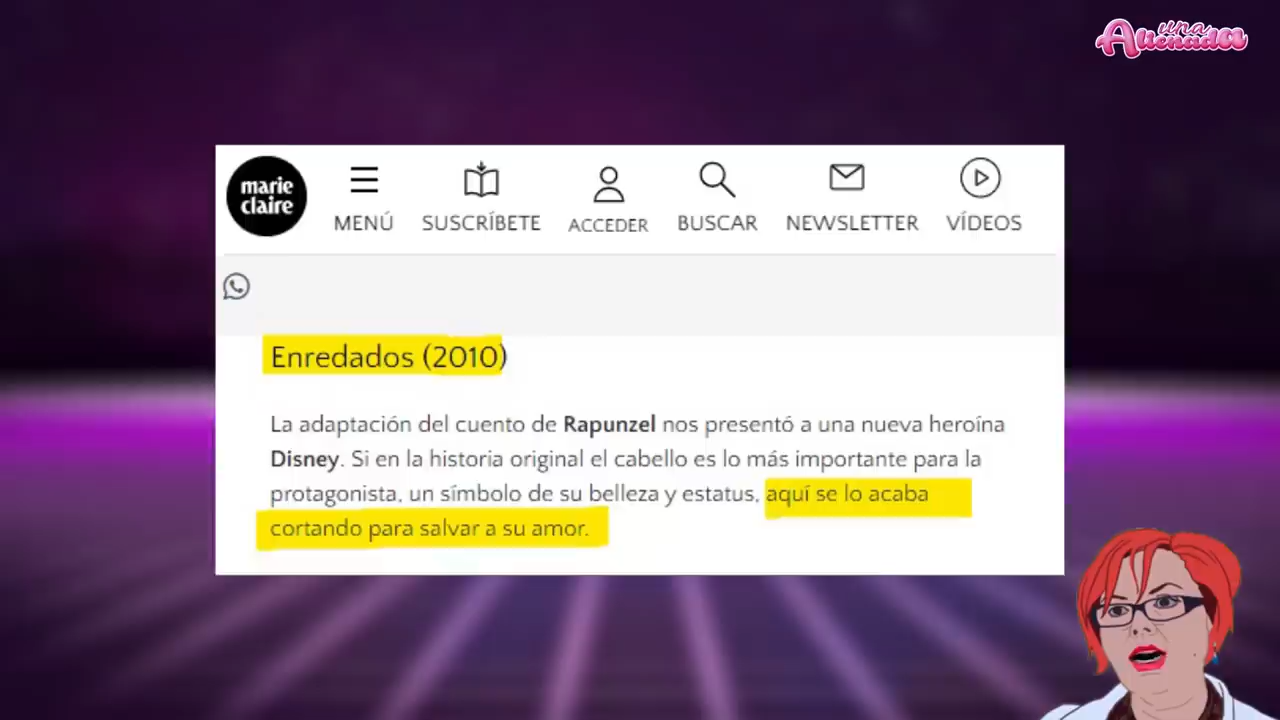 una
Alienada
marie
claire
MENÚ
SUSCRÍBETE
ACCEDER
BUSCAR
NEWSLETTER
VÍDEOS
Enredados (2010)
La adaptación del cuento de Rapunzel nos presentó a una nueva heroína
Disney. Si en la historia original el cabello es lo más importante para la
protagonista, un símbolo de su belleza y estatus, aquí se lo acaba
cortando para salvar a su amor.